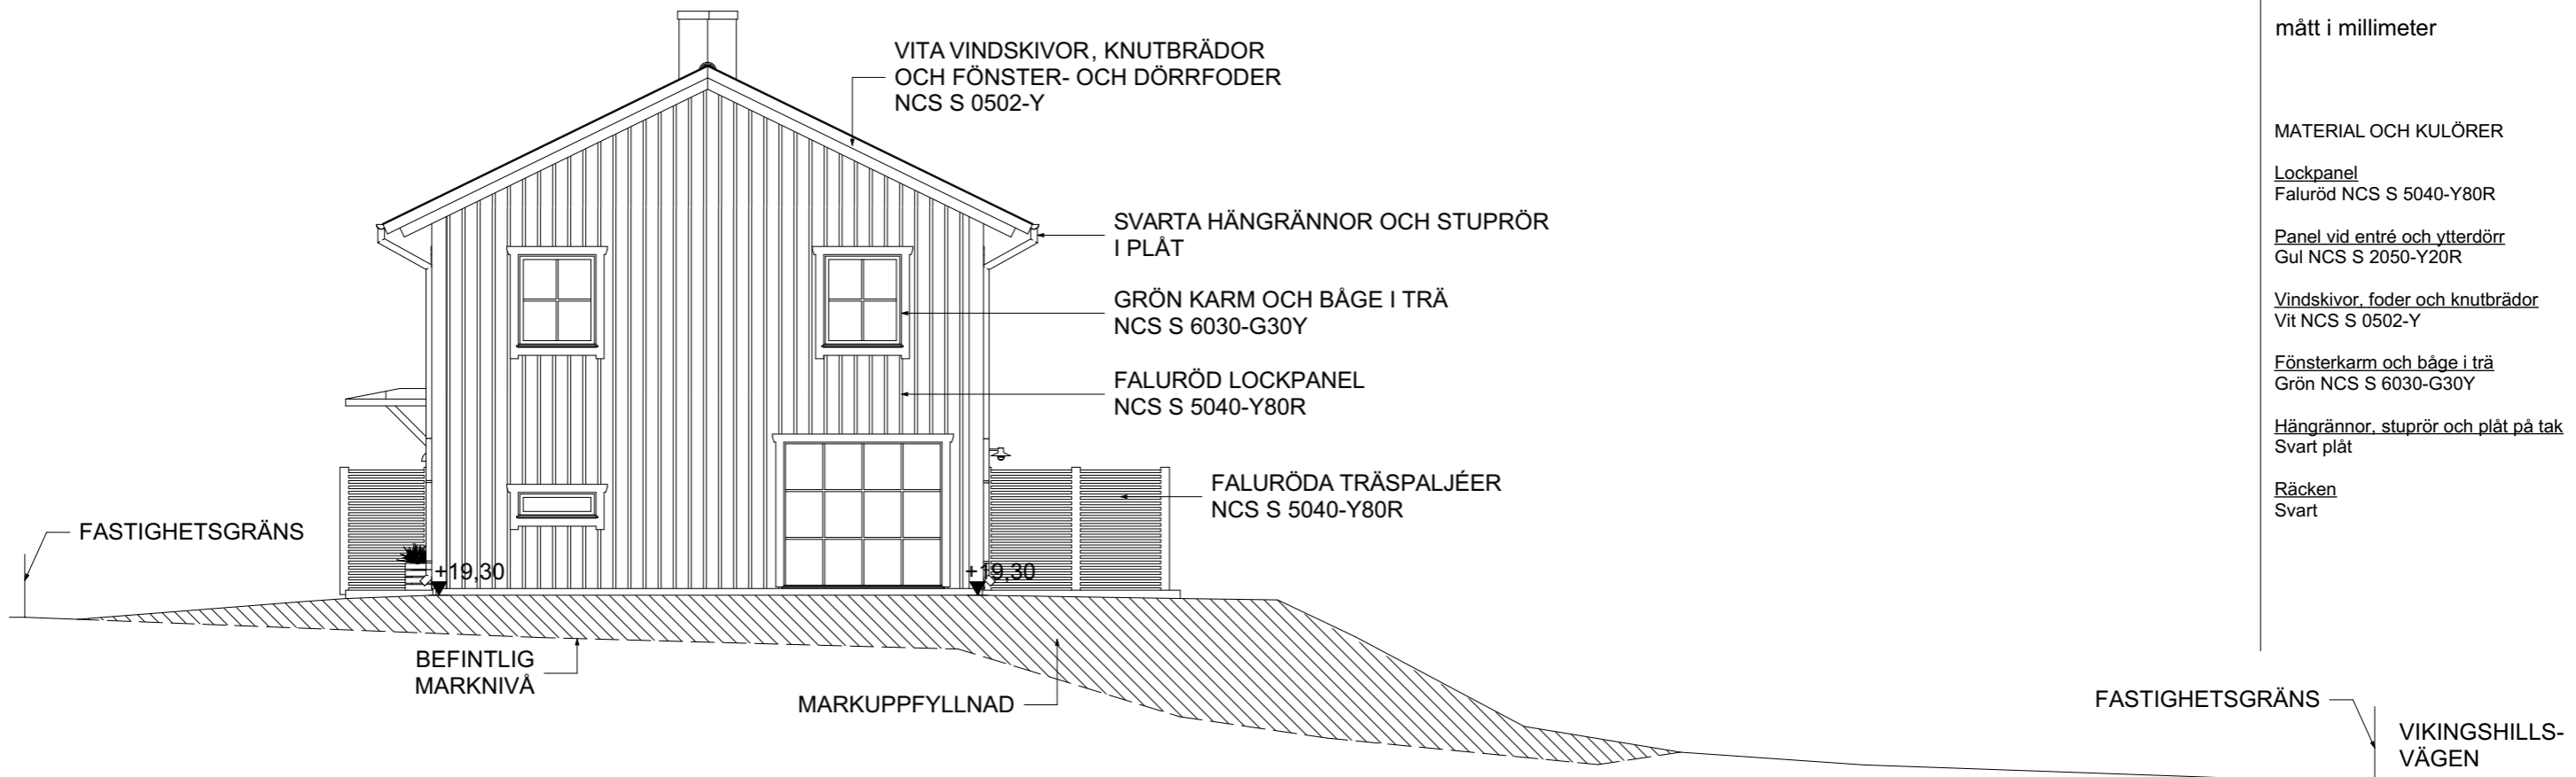 VITA VINDSKIVOR, KNUTBRÄDOR
OCH FÖNSTER- OCH DÖRRFODER
NCS S 0502-Y
SVARTA HÄNGRÄNNOR OCH STUPRÖR
I PLÅT
GRÖN KARM OCH BÅGE I TRÄ
NCS S 6030-G30Y
FALURÖD LOCKPANEL
NCS S 5040-Y80R
FALURÖDA TRÄSPALJÉER
NCS S 5040-Y80R
FASTIGHETSGRÄNS
+19,30
+19,30
BEFINTLIG
MARKNIVÅ
MARKUPPFYLLNAD
FASTIGHETSGRÄNS
VIKINGSHILLS-
VÄGEN
mått i millimeter
MATERIAL OCH KULÖRER
Lockpanel
Faluröd NCS S 5040-Y80R
Panel vid entré och ytterdörr
Gul NCS S 2050-Y20R
Vindskivor, foder och knutbrädor
Vit NCS S 0502-Y
Fönsterkarm och båge i trä
Grön NCS S 6030-G30Y
Hängrännor, stuprör och plåt på tak
Svart plåt
Räcken
Svart